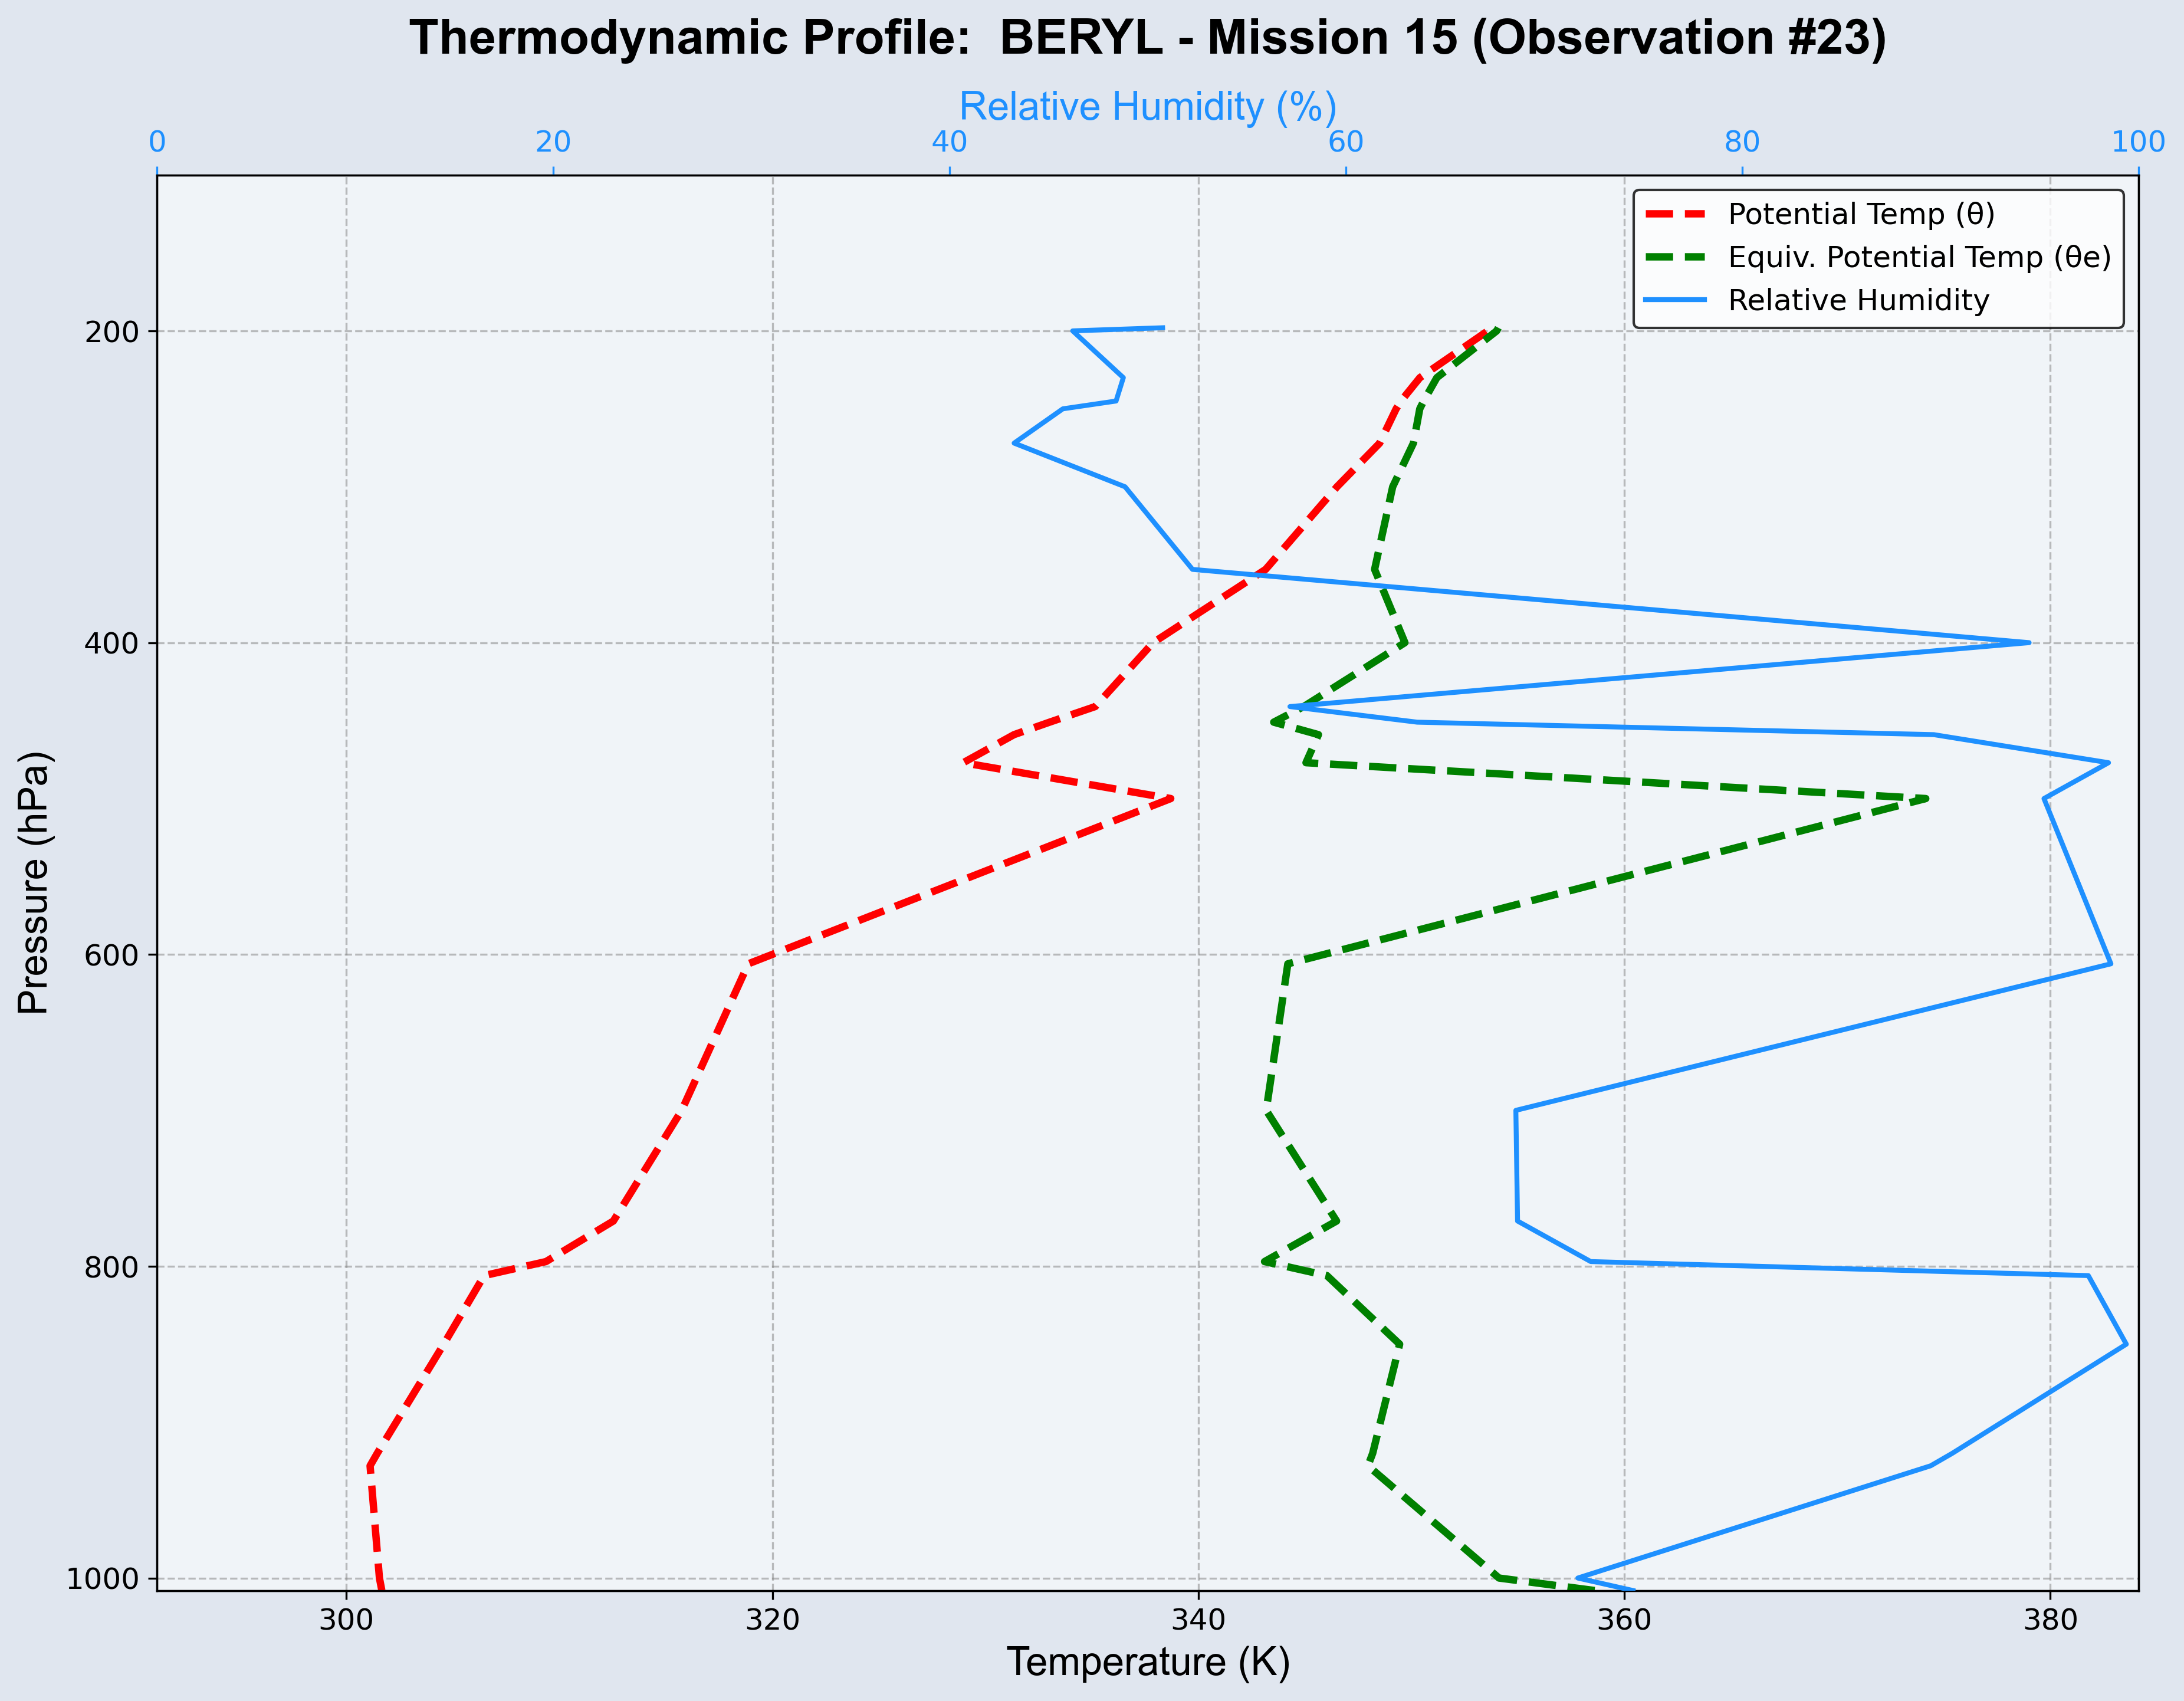 Thermodynamic Profile:  BERYL - Mission 15 (Observation #23)
Relative Humidity (%)
0 20 40 60 80 100
Potential Temp (θ)
Equiv. Potential Temp (θe)
Relative Humidity
200
400
600
800
1000
Pressure (hPa)
300 320 340 360 380
Temperature (K)